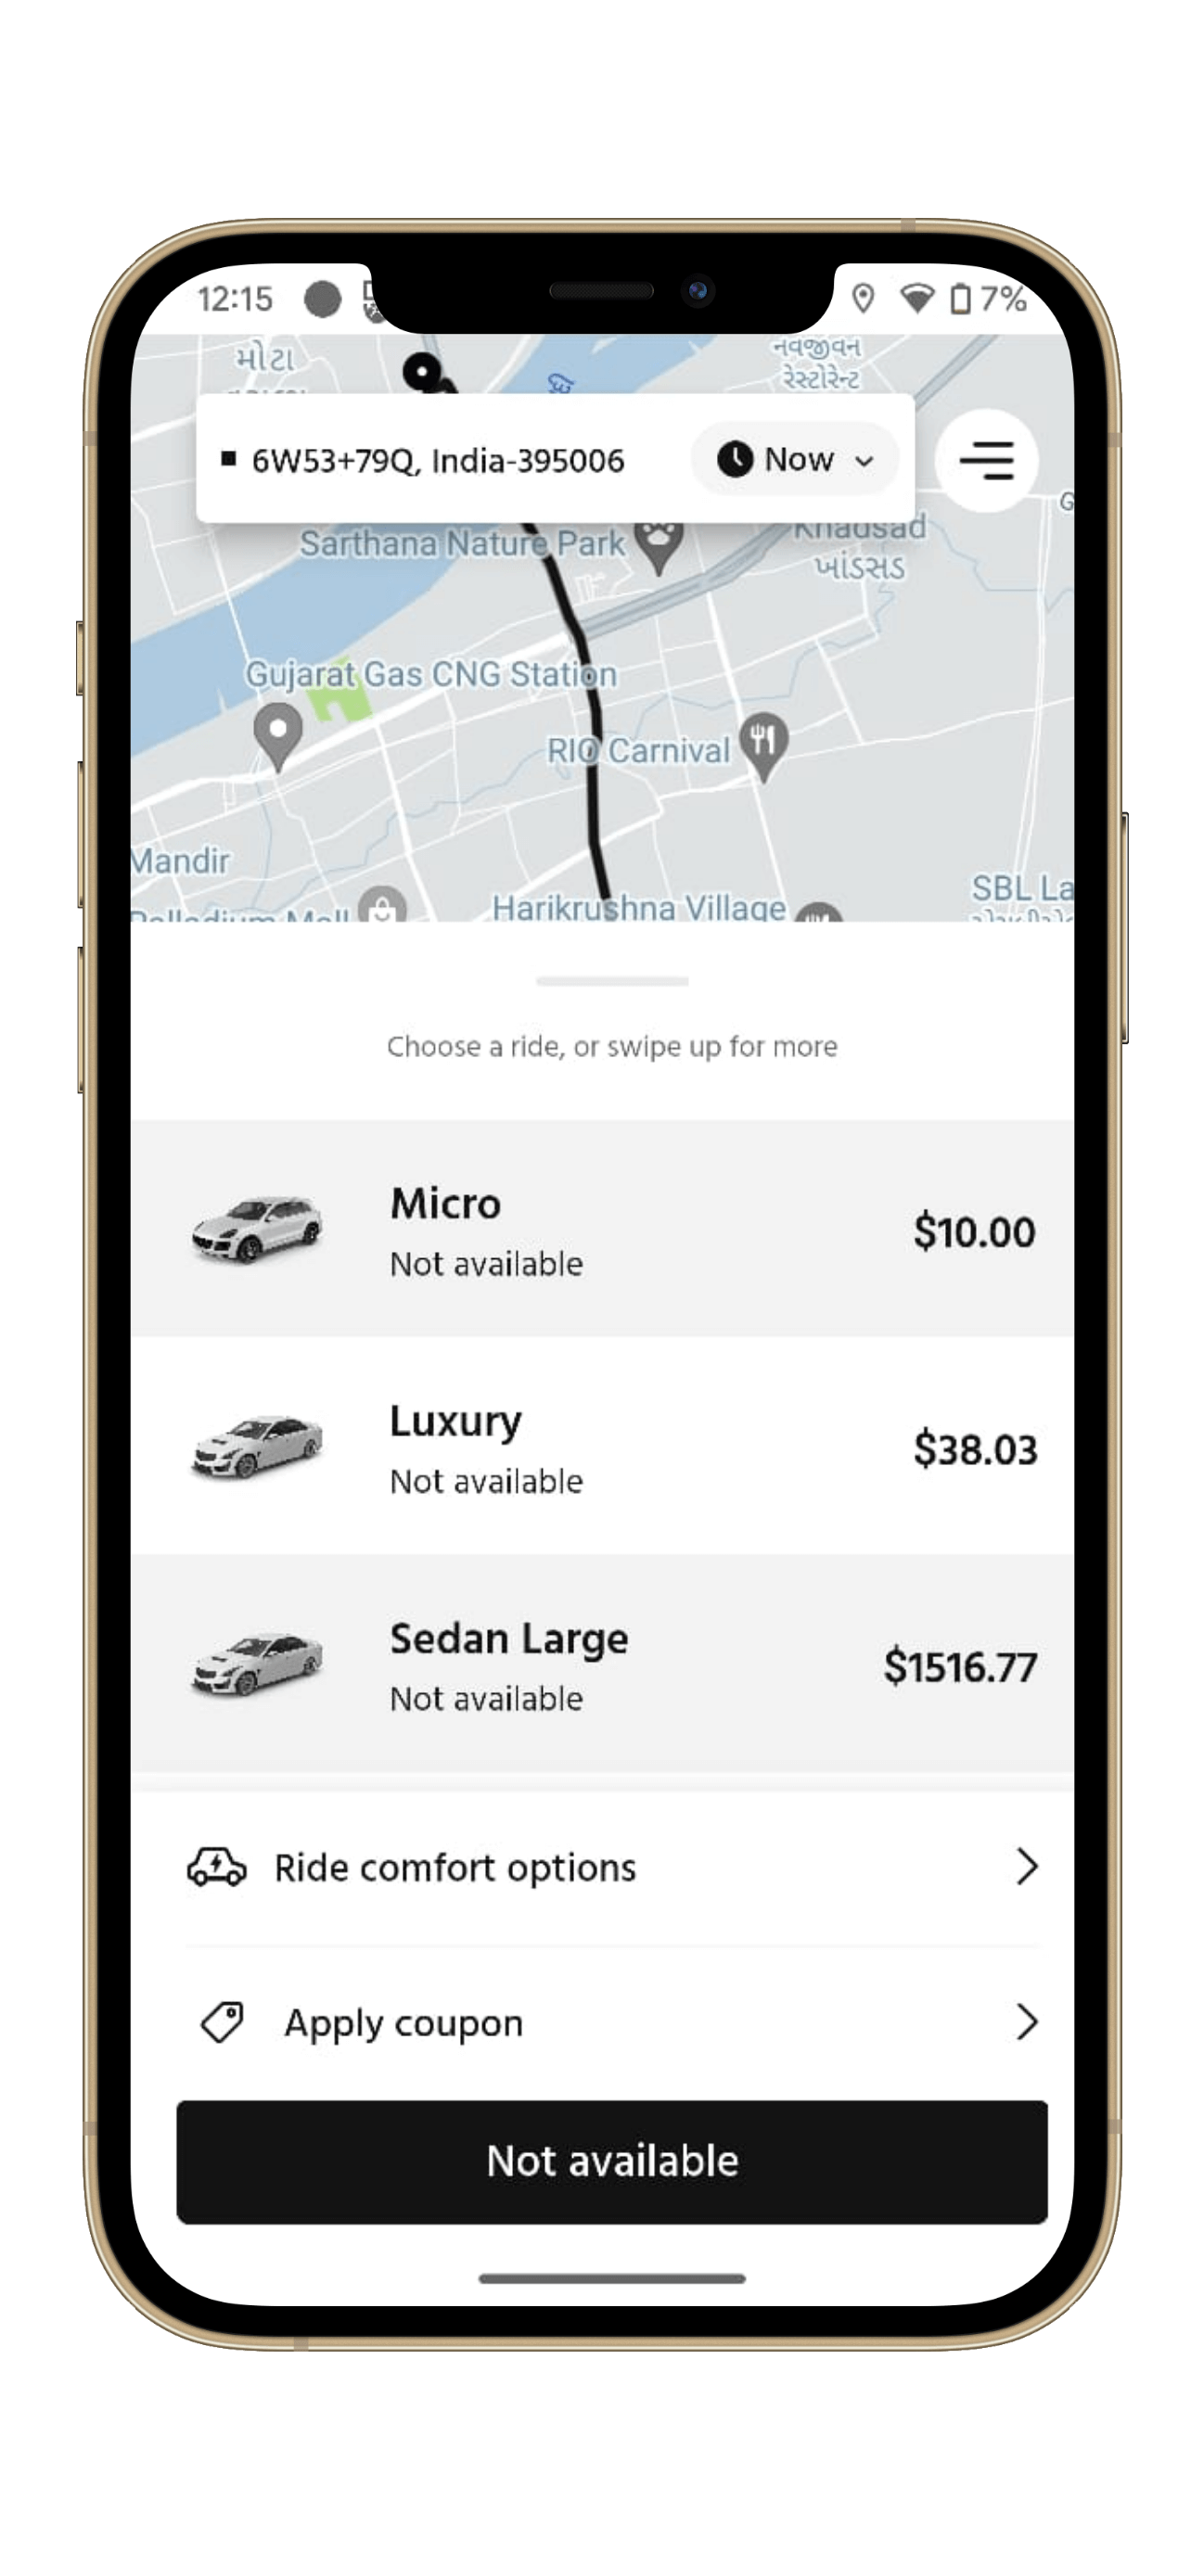 12:15
7%
મોટા
નવજીવન
રેસ્ટોરેન્ટ
6W53+79Q, India-395006
Now
Sarthana Nature Park
Khadsad
ખાંડસડ
G
Gujarat Gas CNG Station
RIO Carnival
Mandir
SBL La
Palladium Mall
Harikrushna Village
Choose a ride, or swipe up for more
Micro
Not available
$10.00
Luxury
Not available
$38.03
Sedan Large
Not available
$1516.77
Ride comfort options
Apply coupon
Not available